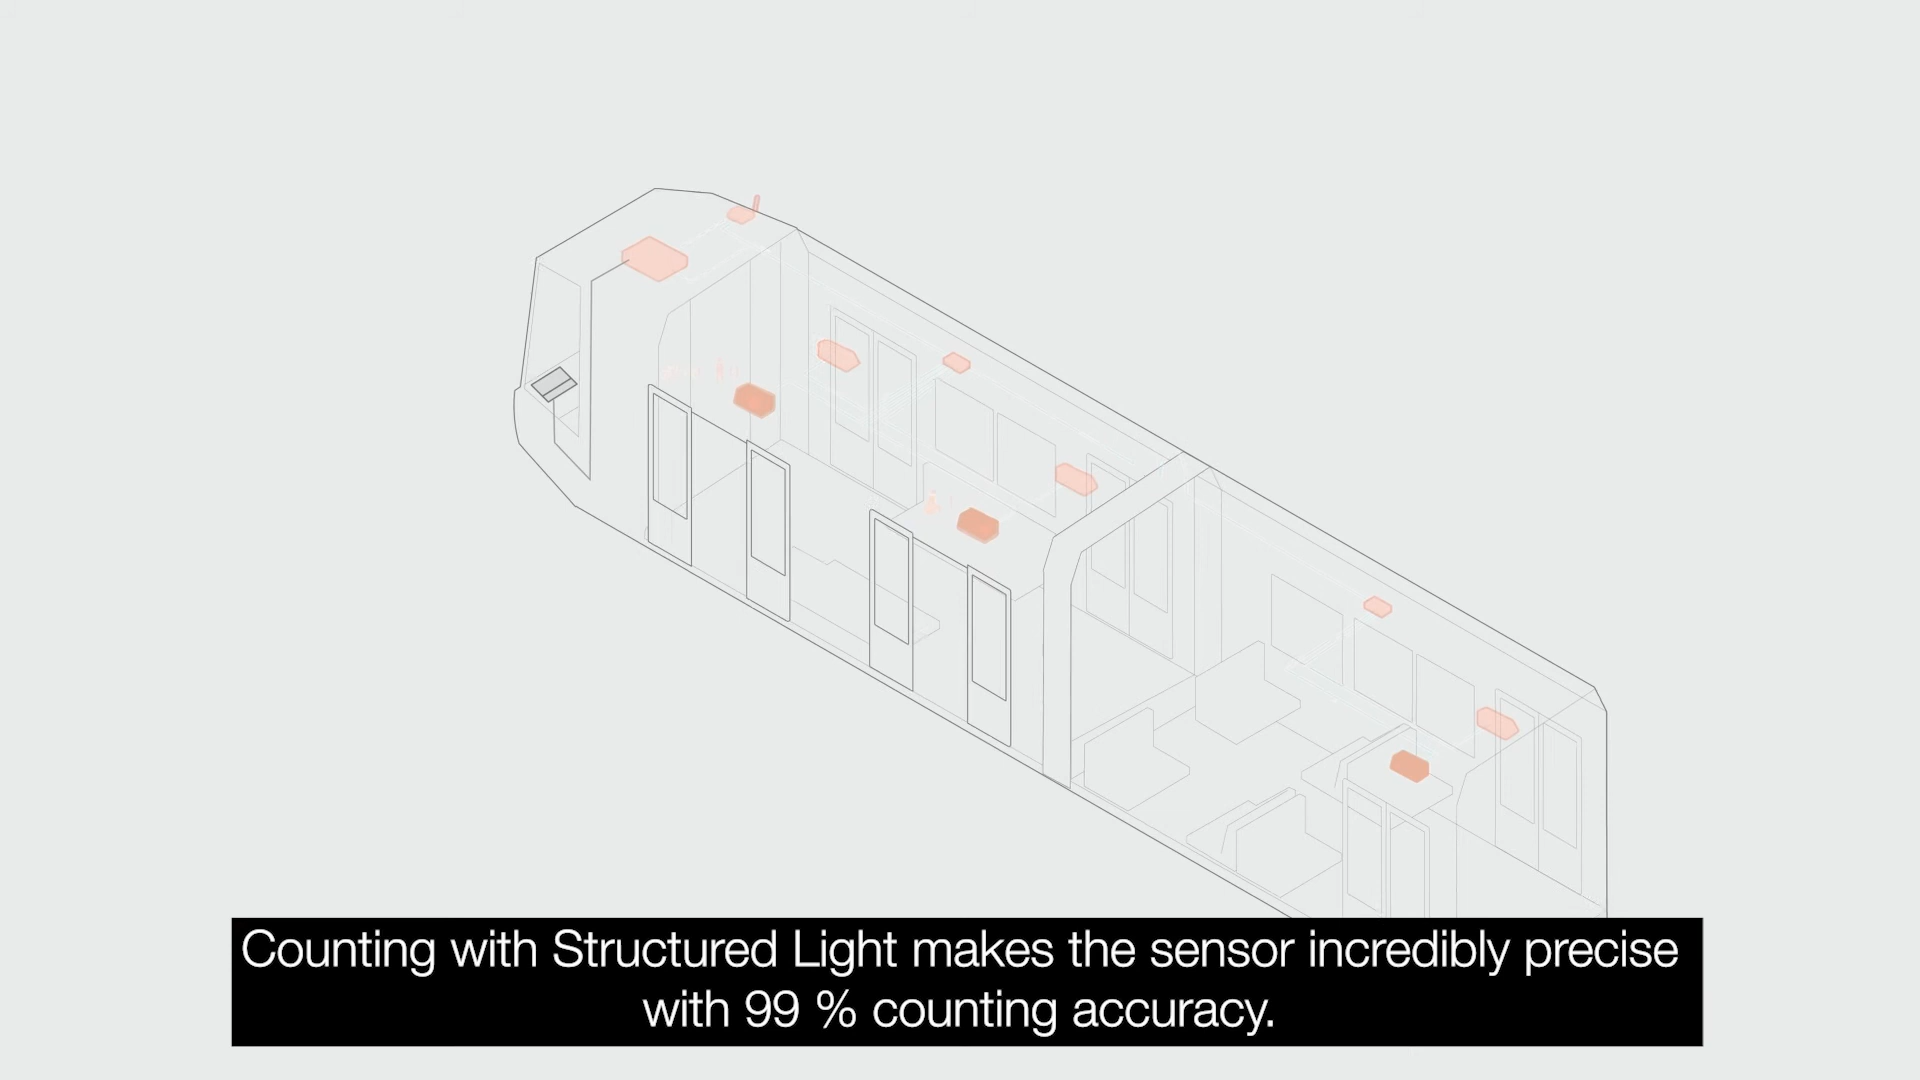 Counting with Structured Light makes the sensor incredibly precise
with 99 % counting accuracy.